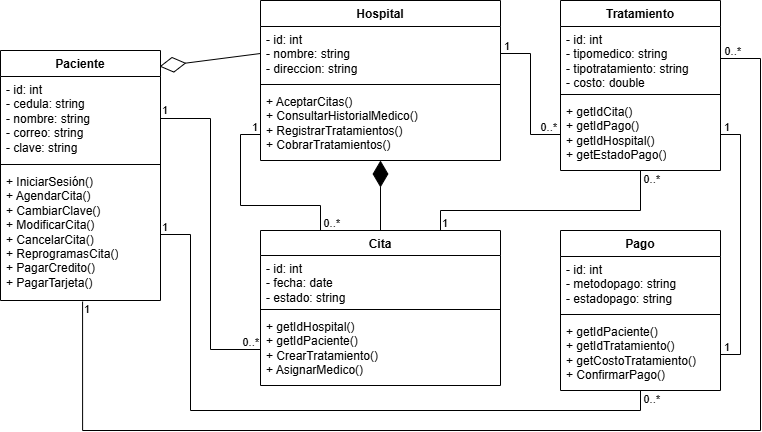 Hospital
- id: int
- nombre: string
- direccion: string
+ AceptarCitas()
+ ConsultarHistorialMedico()
+ RegistrarTratamientos()
+ CobrarTratamientos()
Tratamiento
- id: int
- tipomedico: string
- tipotratamiento: string
- costo: double
+ getIdCita()
+ getIdPago()
+ getIdHospital()
+ getEstadoPago()
Paciente
- id: int
- cedula: string
- nombre: string
- correo: string
- clave: string
+ IniciarSesión()
+ AgendarCita()
+ CambiarClave()
+ ModificarCita()
+ CancelarCita()
+ ReprogramasCita()
+ PagarCredito()
+ PagarTarjeta()
Cita
- id: int
- fecha: date
- estado: string
+ getIdHospital()
+ getIdPaciente()
+ CrearTratamiento()
+ AsignarMedico()
Pago
- id: int
- metodopago: string
- estadopago: string
+ getIdPaciente()
+ getIdTratamiento()
+ getCostoTratamiento()
+ ConfirmarPago()
1
0..*
0..*
1
1
0..*
1
0..*
1
0..*
1
1
1
0..*
1
0..*